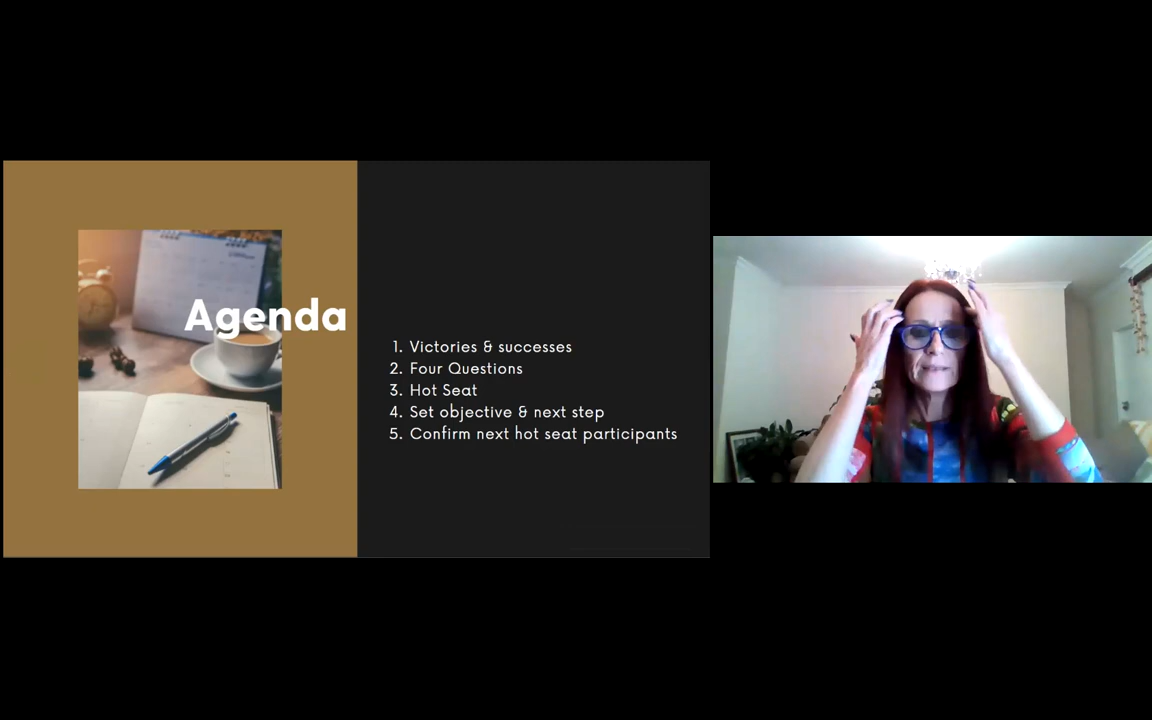 Agenda
1. Victories & successes
2. Four Questions
3. Hot Seat
4. Set objective & next step
5. Confirm next hot seat participants